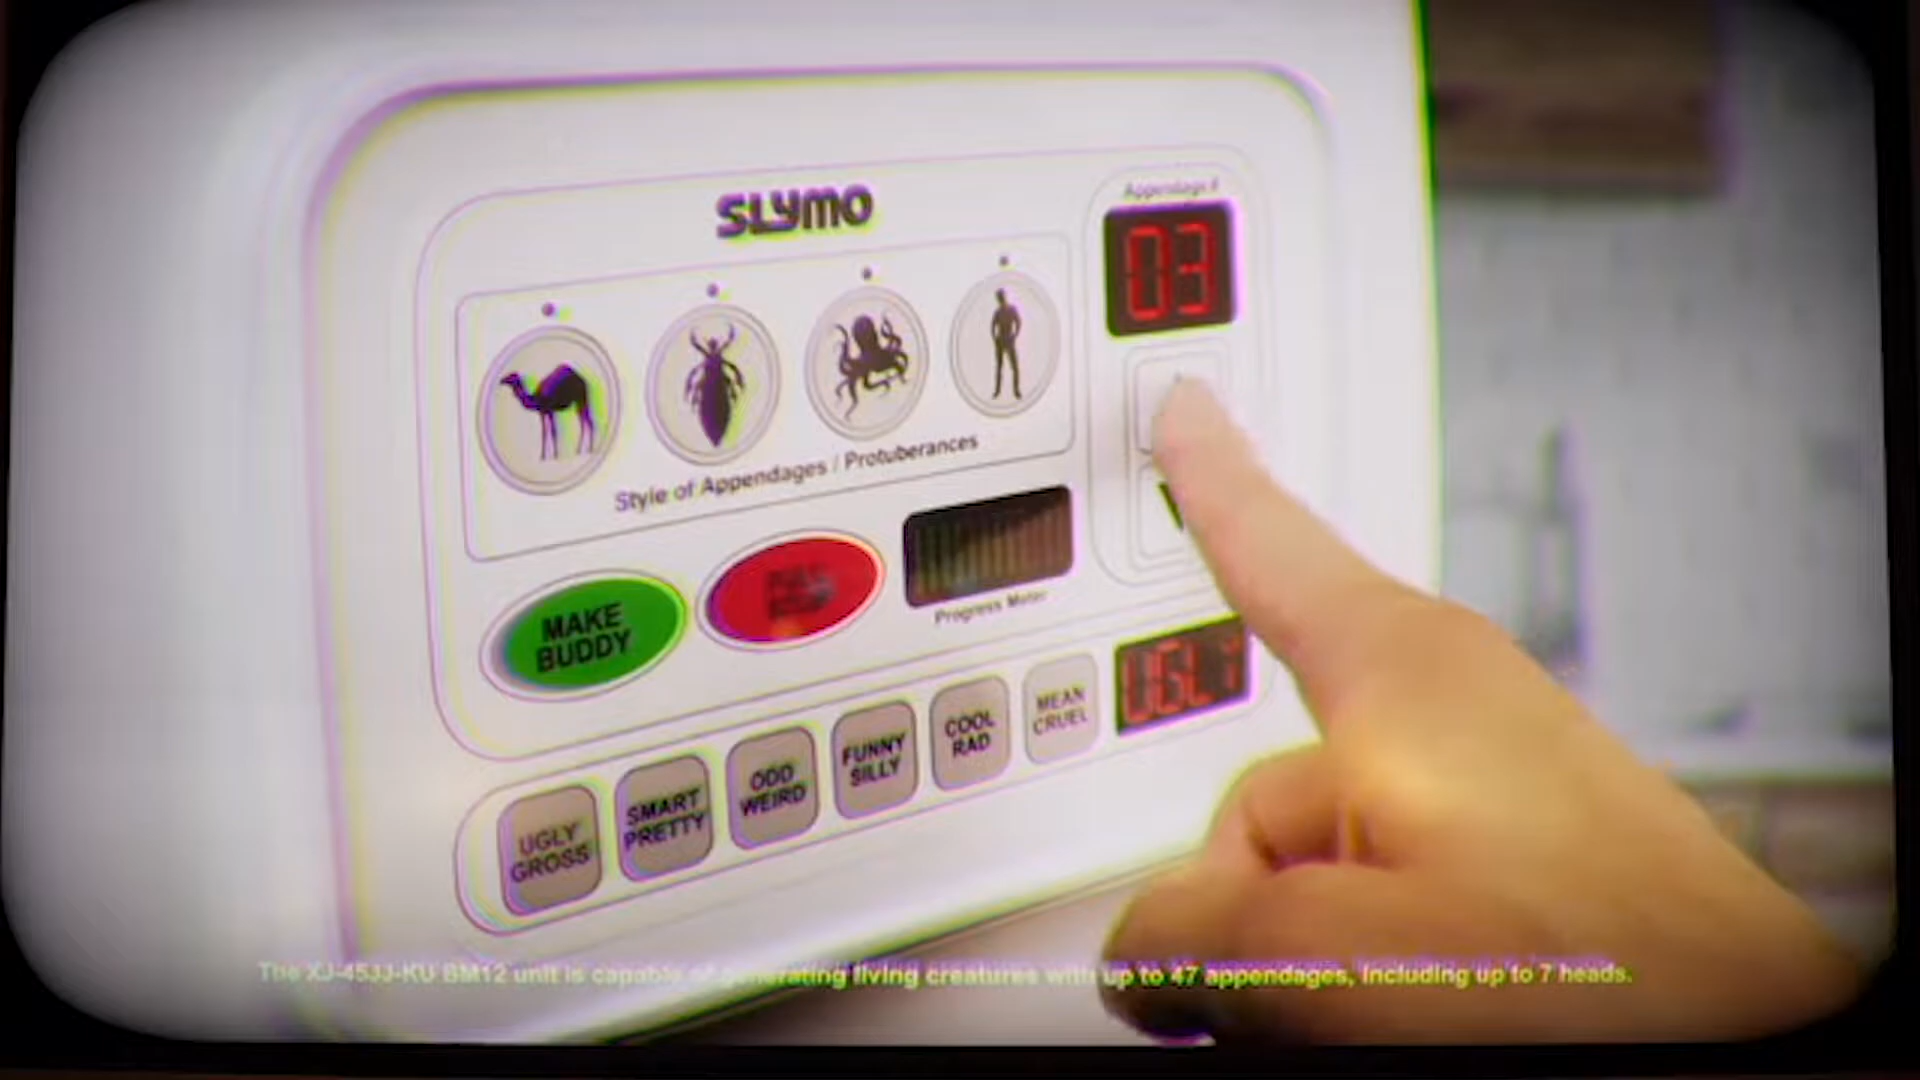 SLYMO
Appendage #
03
Style of Appendages / Protuberances
MAKE
BUDDY
Progress Meter
UGLY
UGLY
GROSS
SMART
PRETTY
ODD
WEIRD
FUNNY
SILLY
COOL
RAD
MEAN
CRUEL
The XJ-45JJ-KU BM12 unit is capable of generating living creatures with up to 47 appendages, including up to 7 heads.